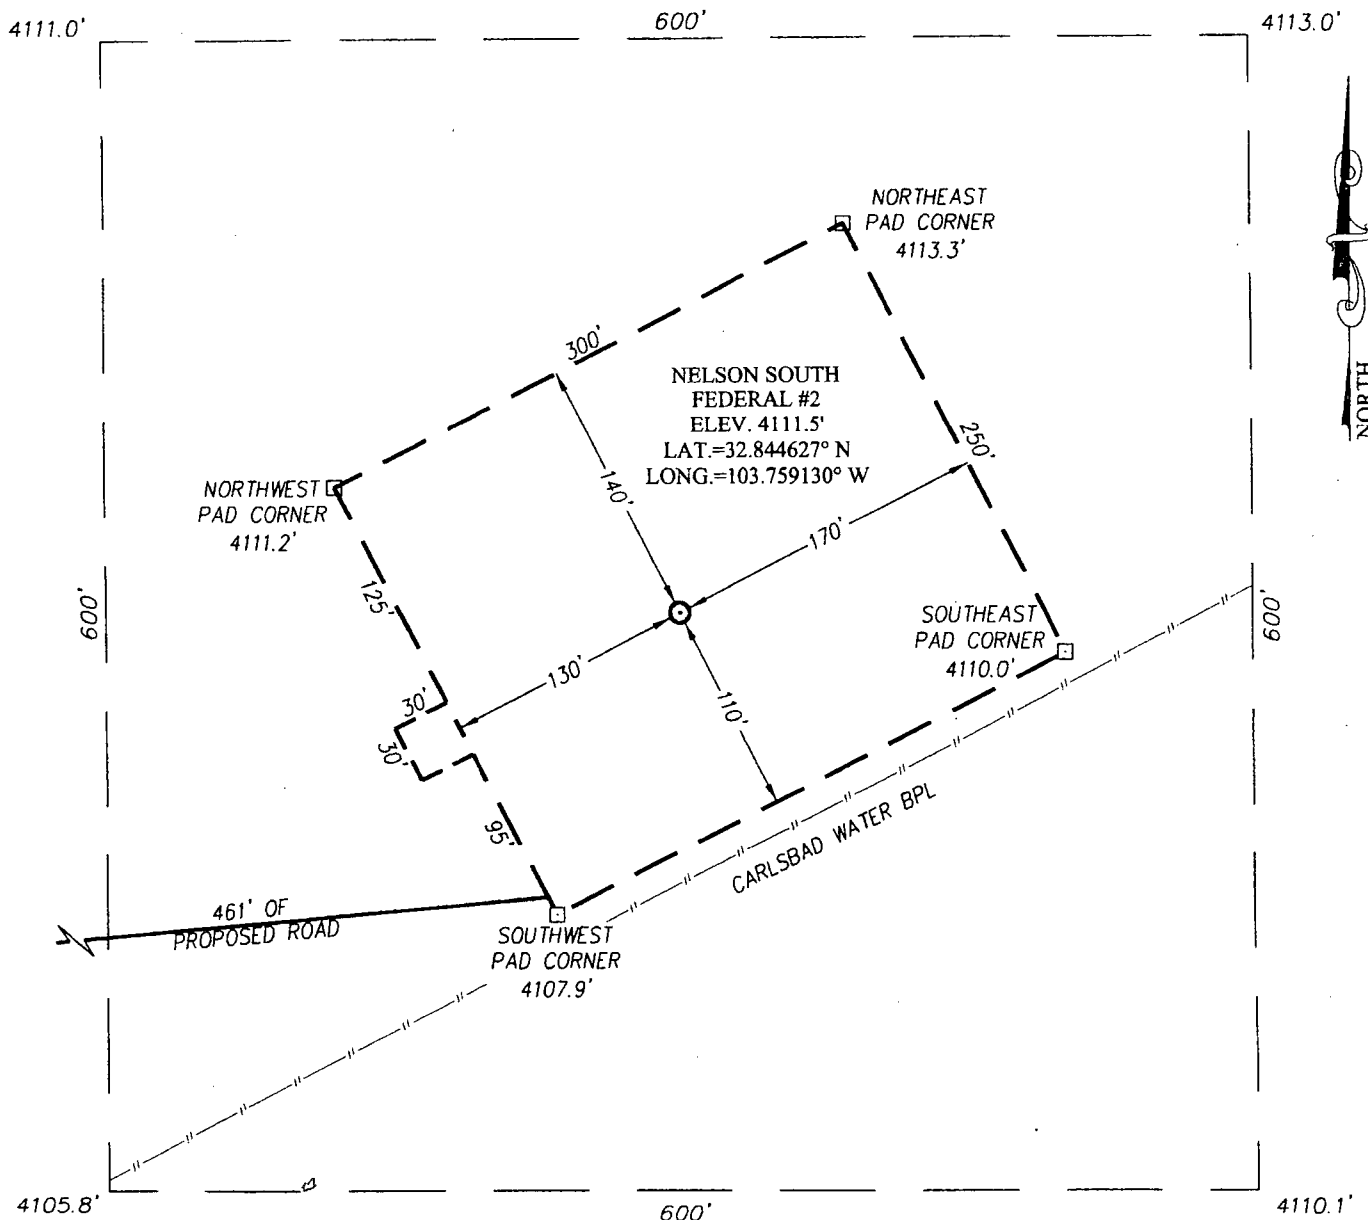 4111.0'
600'
4113.0'
NORTHEAST
PAD CORNER
4113.3'
NORTH
300'
NELSON SOUTH
FEDERAL #2
ELEV. 4111.5'
LAT.=32.844627° N
LONG.=103.759130° W
250'
140'
NORTHWEST
PAD CORNER
4111.2'
170'
125'
600'
600'
SOUTHEAST
PAD CORNER
4110.0'
130'
30'
110'
30'
95'
CARLSBAD WATER BPL
461' OF
PROPOSED ROAD
SOUTHWEST
PAD CORNER
4107.9'
4105.8'
600'
4110.1'